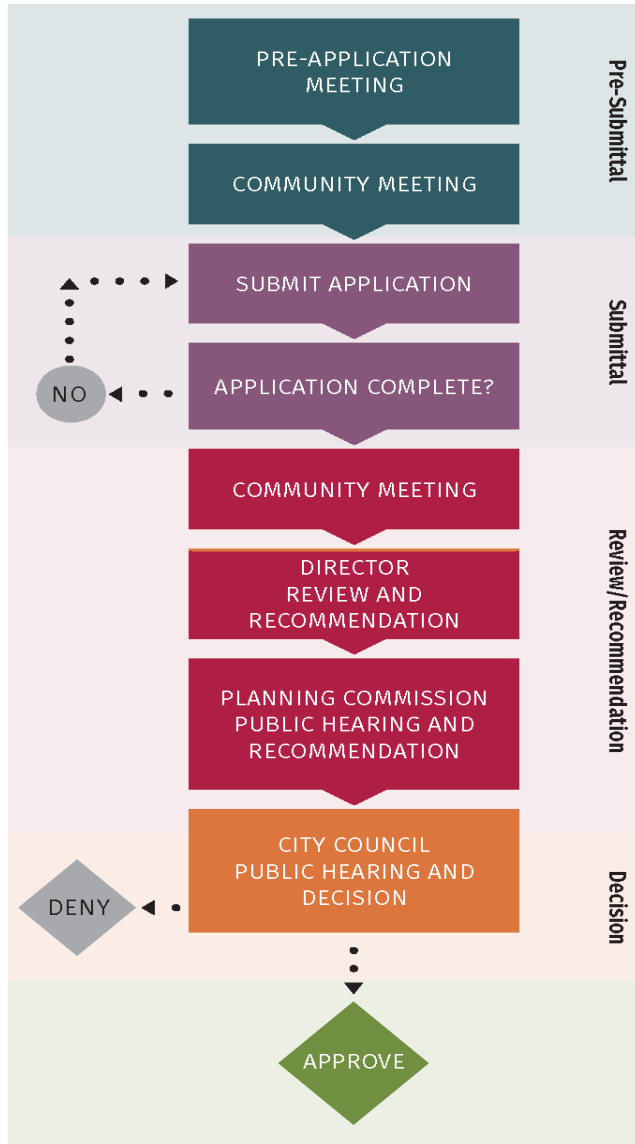 PRE-APPLICATION
MEETING
Pre-Submittal
COMMUNITY MEETING
SUBMIT APPLICATION
Submittal
NO
APPLICATION COMPLETE?
COMMUNITY MEETING
DIRECTOR
REVIEW AND
RECOMMENDATION
Review/Recommendation
PLANNING COMMISSION
PUBLIC HEARING AND
RECOMMENDATION
CITY COUNCIL
PUBLIC HEARING AND
DECISION
Decision
DENY
APPROVE